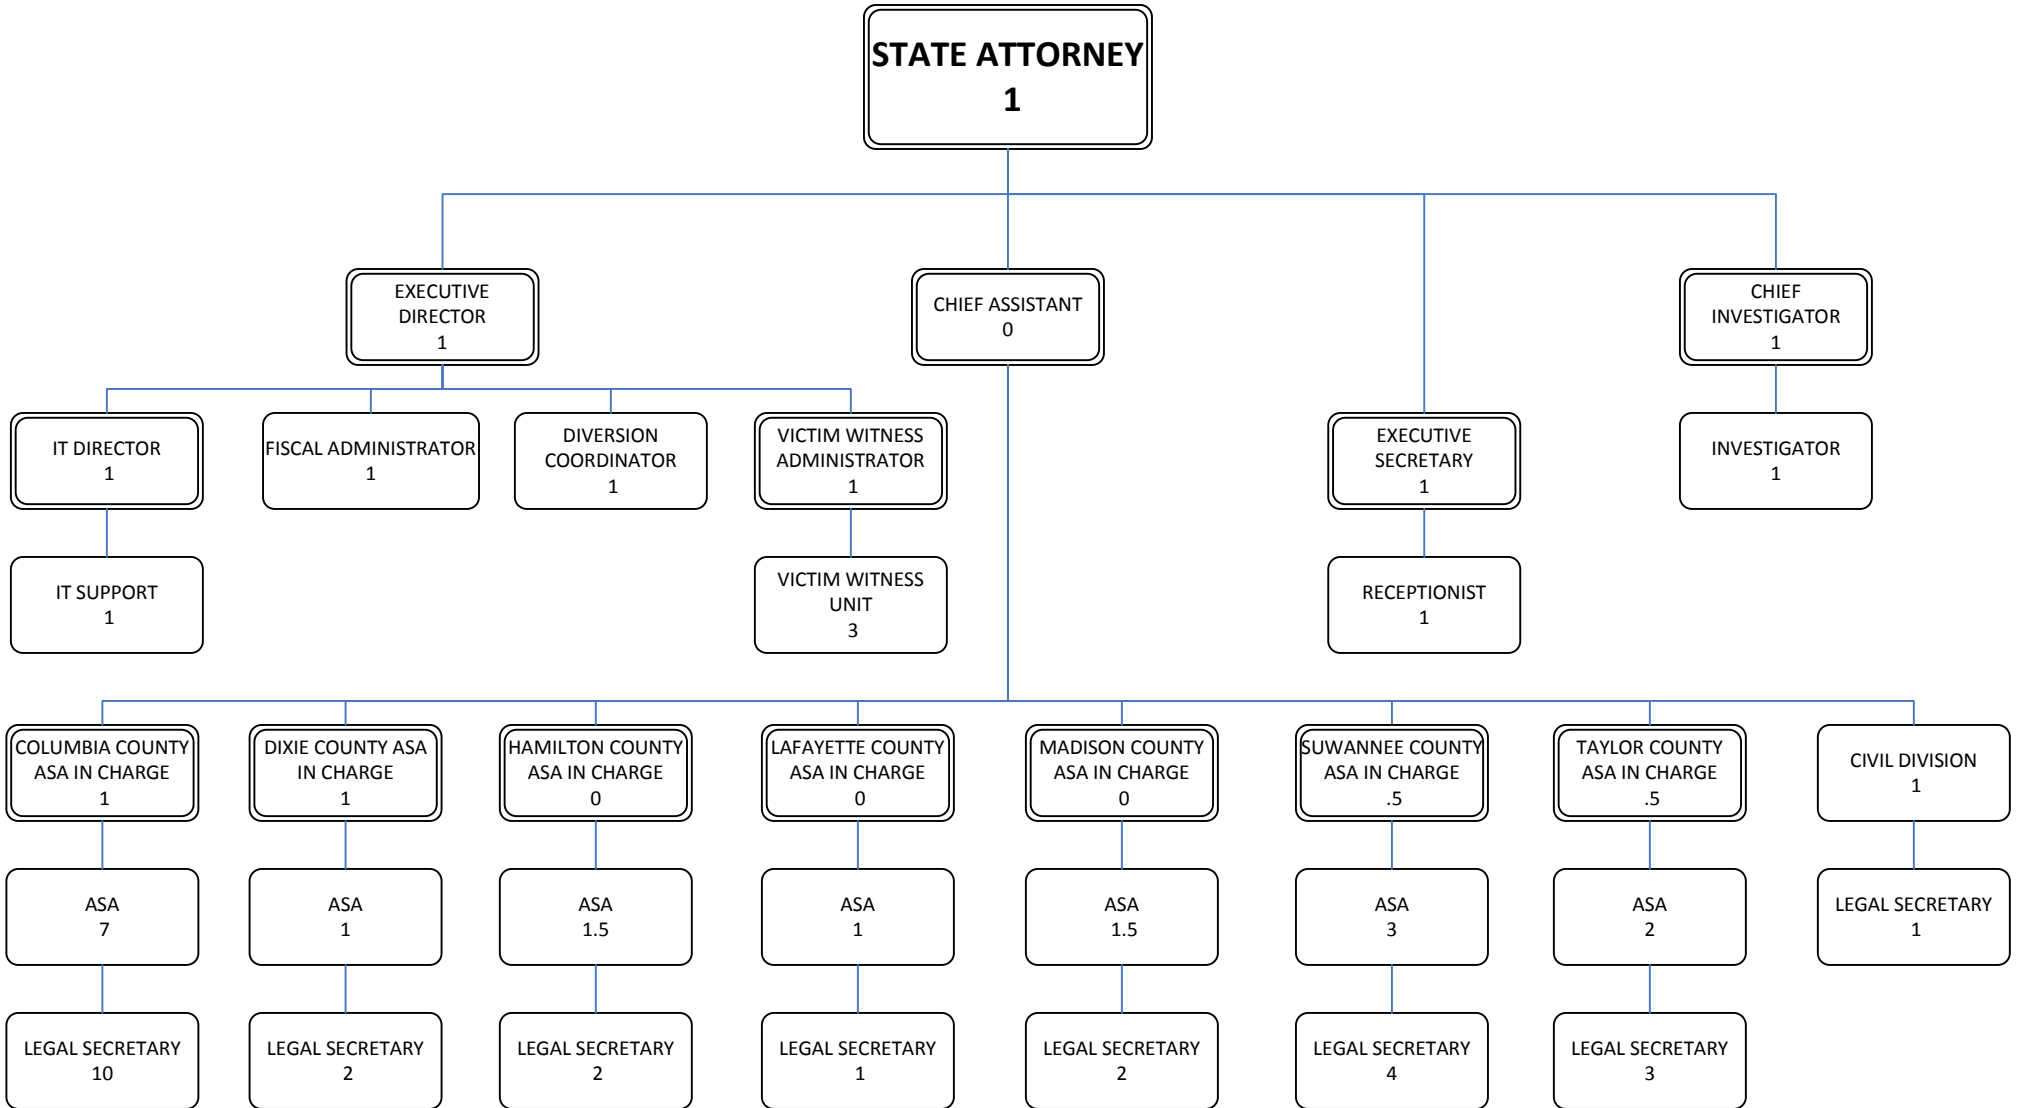 STATE ATTORNEY
1
EXECUTIVE
DIRECTOR
1
CHIEF ASSISTANT
0
CHIEF
INVESTIGATOR
1
IT DIRECTOR
1
FISCAL ADMINISTRATOR
1
DIVERSION
COORDINATOR
1
VICTIM WITNESS
ADMINISTRATOR
1
EXECUTIVE
SECRETARY
1
INVESTIGATOR
1
IT SUPPORT
1
VICTIM WITNESS
UNIT
3
RECEPTIONIST
1
COLUMBIA COUNTY
ASA IN CHARGE
1
DIXIE COUNTY ASA
IN CHARGE
1
HAMILTON COUNTY
ASA IN CHARGE
0
LAFAYETTE COUNTY
ASA IN CHARGE
0
MADISON COUNTY
ASA IN CHARGE
0
SUWANNEE COUNTY
ASA IN CHARGE
.5
TAYLOR COUNTY
ASA IN CHARGE
.5
CIVIL DIVISION
1
ASA
7
ASA
1
ASA
1.5
ASA
1
ASA
1.5
ASA
3
ASA
2
LEGAL SECRETARY
1
LEGAL SECRETARY
10
LEGAL SECRETARY
2
LEGAL SECRETARY
2
LEGAL SECRETARY
1
LEGAL SECRETARY
2
LEGAL SECRETARY
4
LEGAL SECRETARY
3